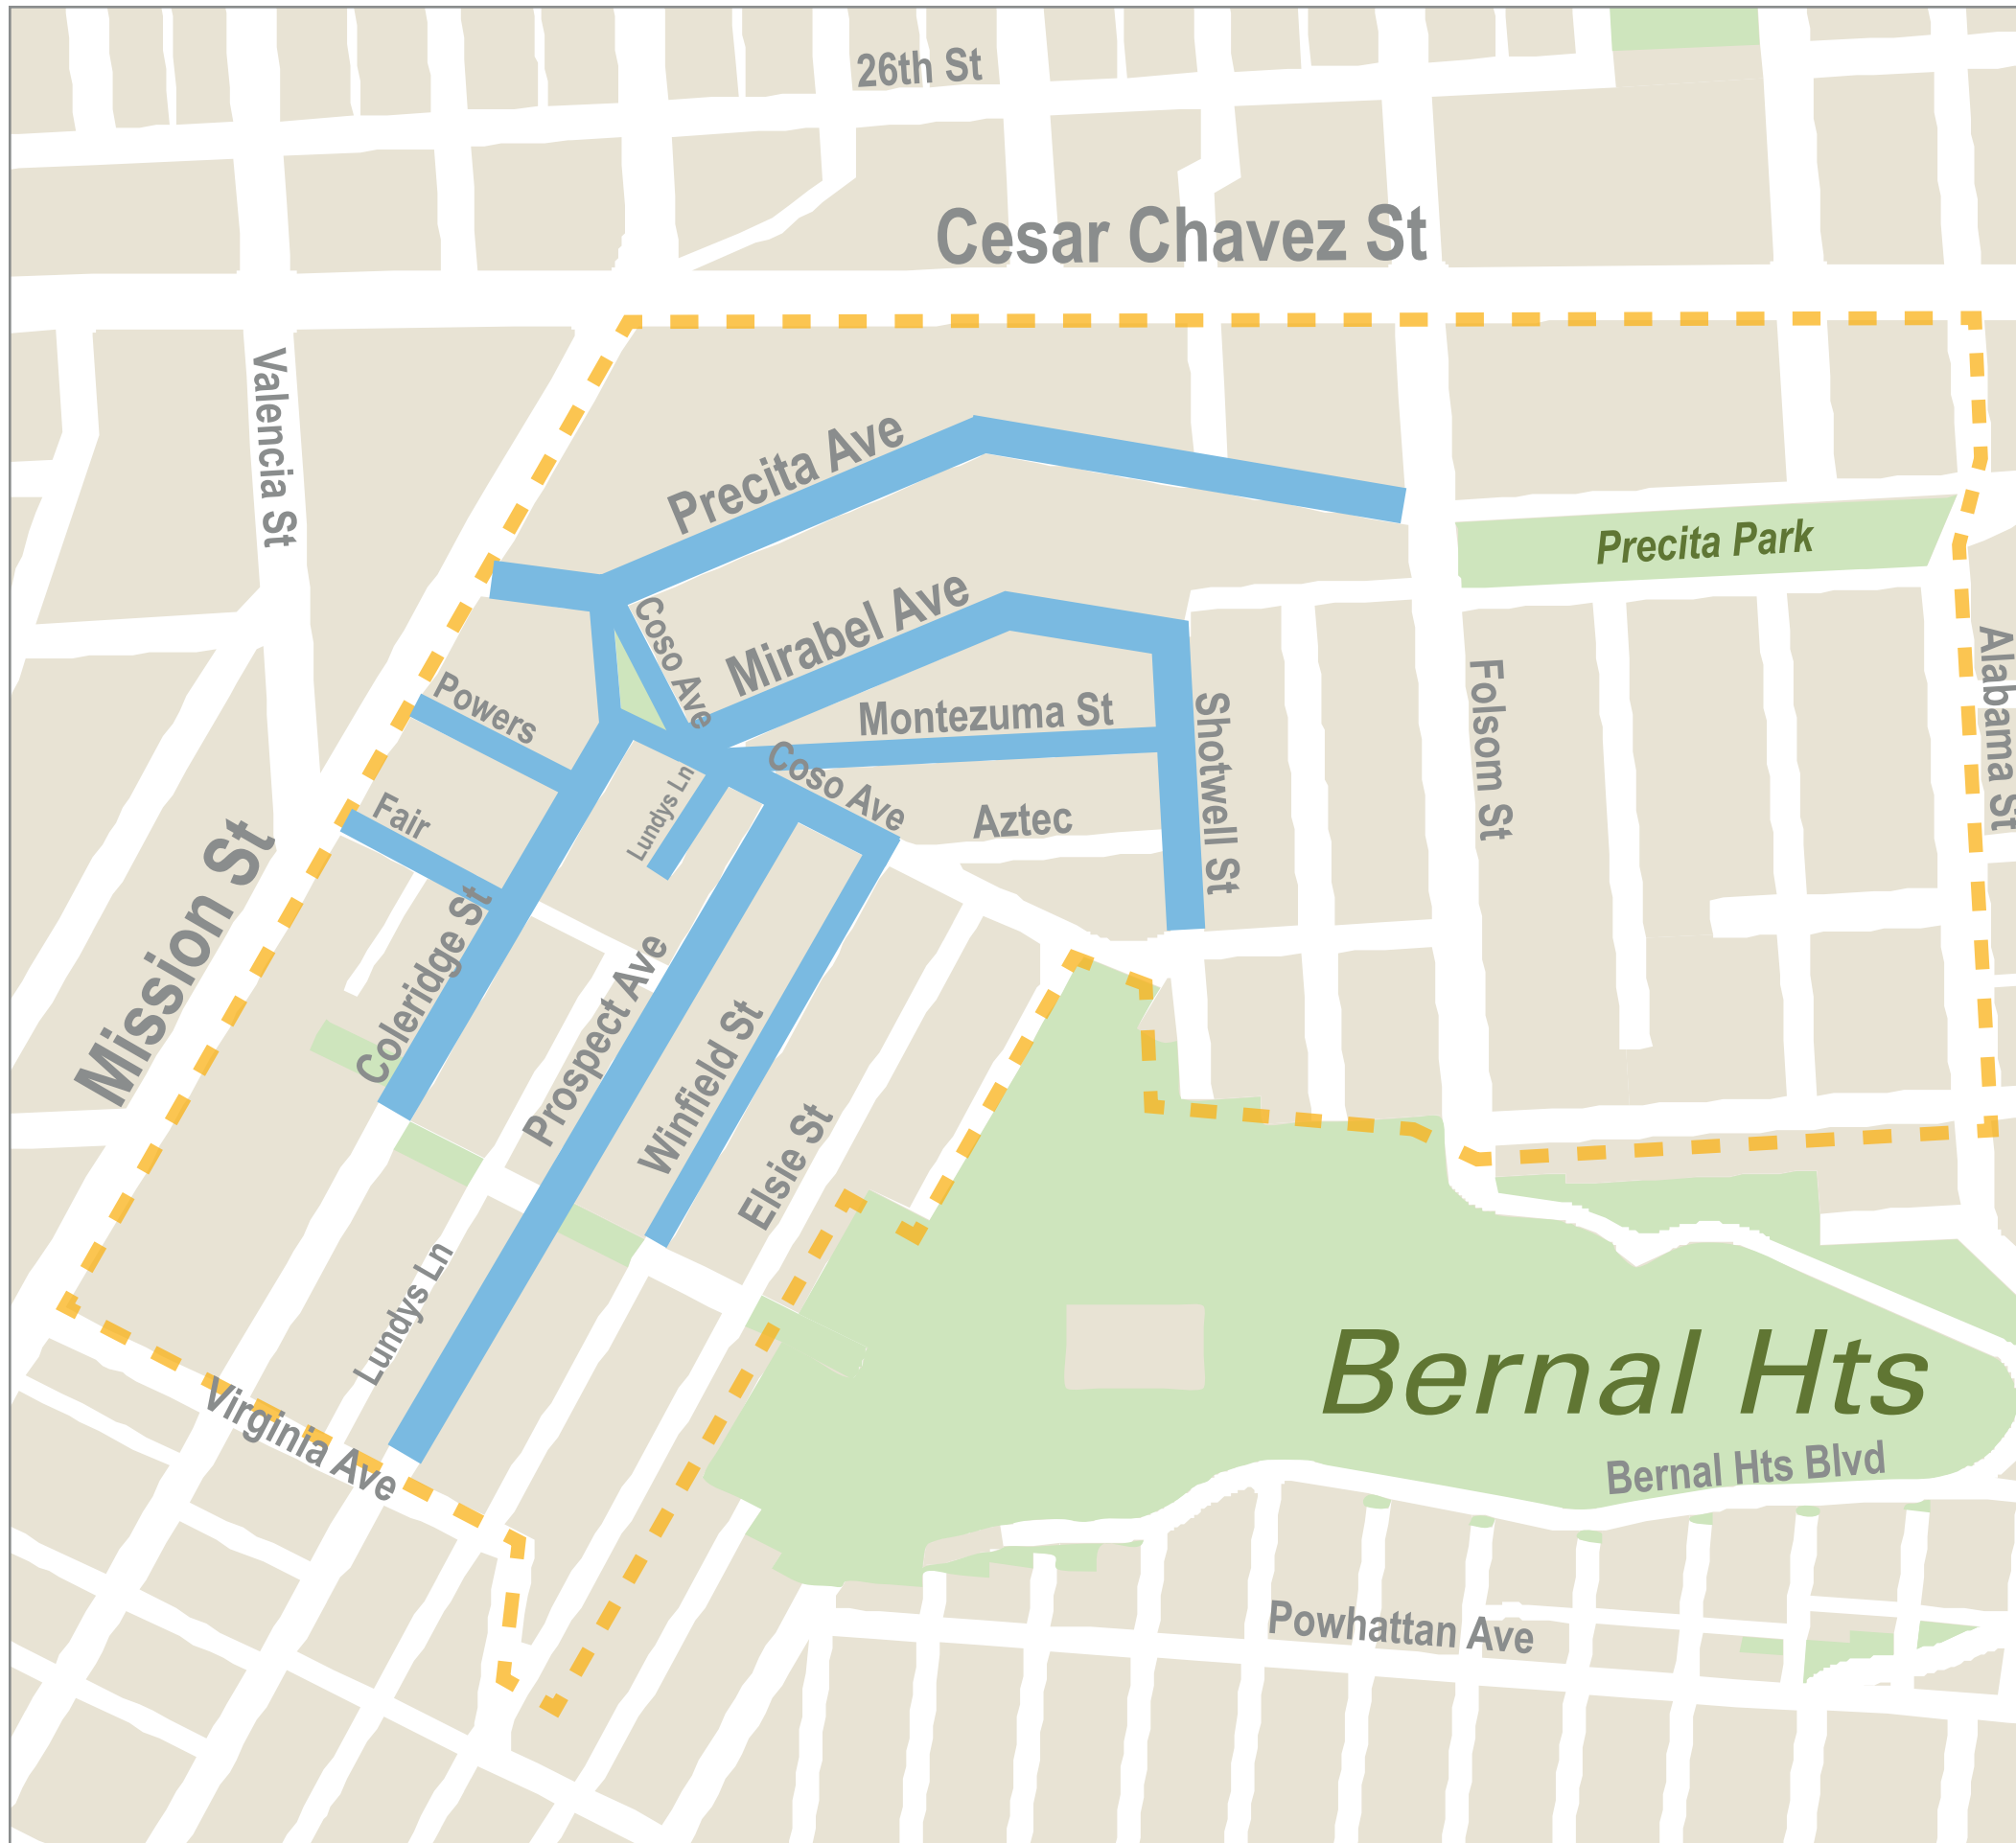 26th St
Cesar Chavez St
Valencia St
Precita Ave
Precita Park
Coso Ave
Mirabel Ave
Alabama St
Powers
Montezuma St
Shotwell St
Folsom St
Coso Ave
Lundys Ln
Fair
Aztec
Mission St
Coleridge St
Prospect Ave
Winfield St
Elsie St
Lundys Ln
Virginia Ave
Bernal Hts
Bernal Hts Blvd
Powhattan Ave